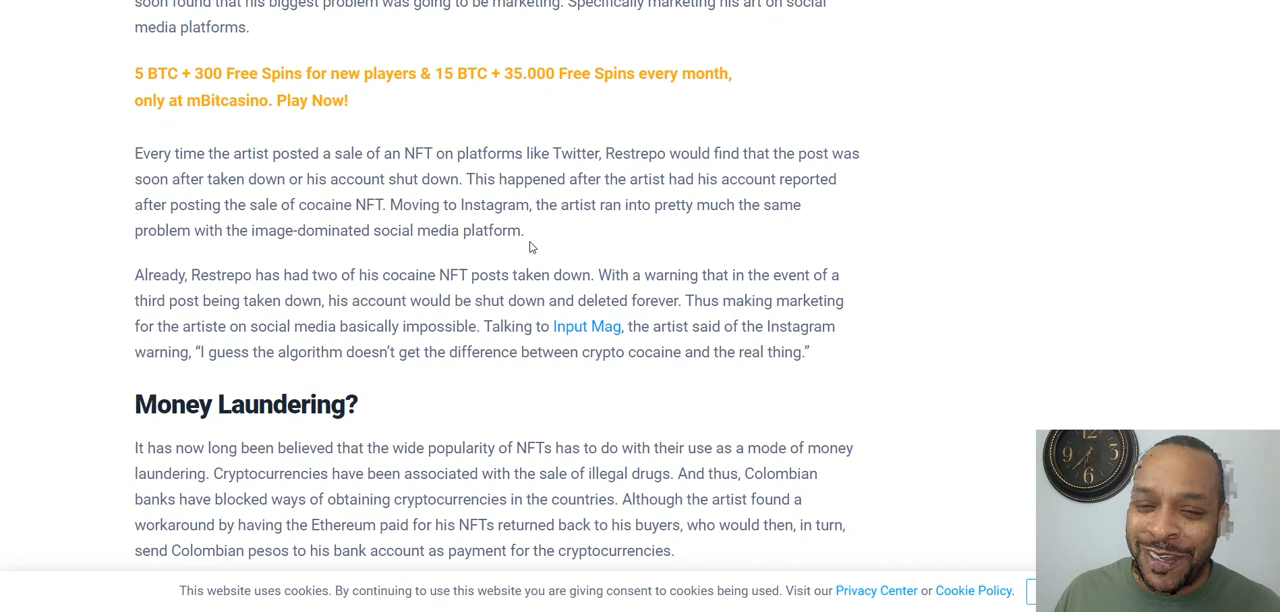 soon found that his biggest problem was going to be marketing. Specifically marketing his art on social
media platforms.
5 BTC + 300 Free Spins for new players & 15 BTC + 35.000 Free Spins every month,
only at mBitcasino. Play Now!
Every time the artist posted a sale of an NFT on platforms like Twitter, Restrepo would find that the post was
soon after taken down or his account shut down. This happened after the artist had his account reported
after posting the sale of cocaine NFT. Moving to Instagram, the artist ran into pretty much the same
problem with the image-dominated social media platform.
Already, Restrepo has had two of his cocaine NFT posts taken down. With a warning that in the event of a
third post being taken down, his account would be shut down and deleted forever. Thus making marketing
for the artiste on social media basically impossible. Talking to Input Mag, the artist said of the Instagram
warning, “I guess the algorithm doesn’t get the difference between crypto cocaine and the real thing.”
Money Laundering?
It has now long been believed that the wide popularity of NFTs has to do with their use as a mode of money
laundering. Cryptocurrencies have been associated with the sale of illegal drugs. And thus, Colombian
banks have blocked ways of obtaining cryptocurrencies in the countries. Although the artist found a
workaround by having the Ethereum paid for his NFTs returned back to his buyers, who would then, in turn,
send Colombian pesos to his bank account as payment for the cryptocurrencies.
This website uses cookies. By continuing to use this website you are giving consent to cookies being used. Visit our Privacy Center or Cookie Policy.